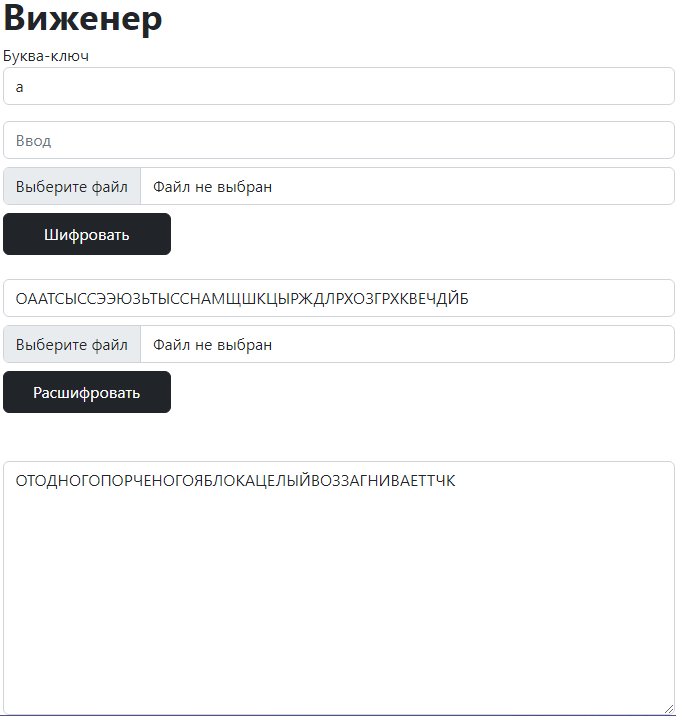 Виженер
Буква-ключ
а
Ввод
Выберите файл Файл не выбран
Шифровать
ОААТСЫССЭЭЮЗЬТЫССНАМЩШКЦЫРЖДЛРХОЗГРХКВЕЧДЙБ
Выберите файл Файл не выбран
Расшифровать
ОТОДНОГОПОРЧЕНОГОЯБЛОКАЦЕЛЫЙВОЗЗАГНИВАЕТТЧК